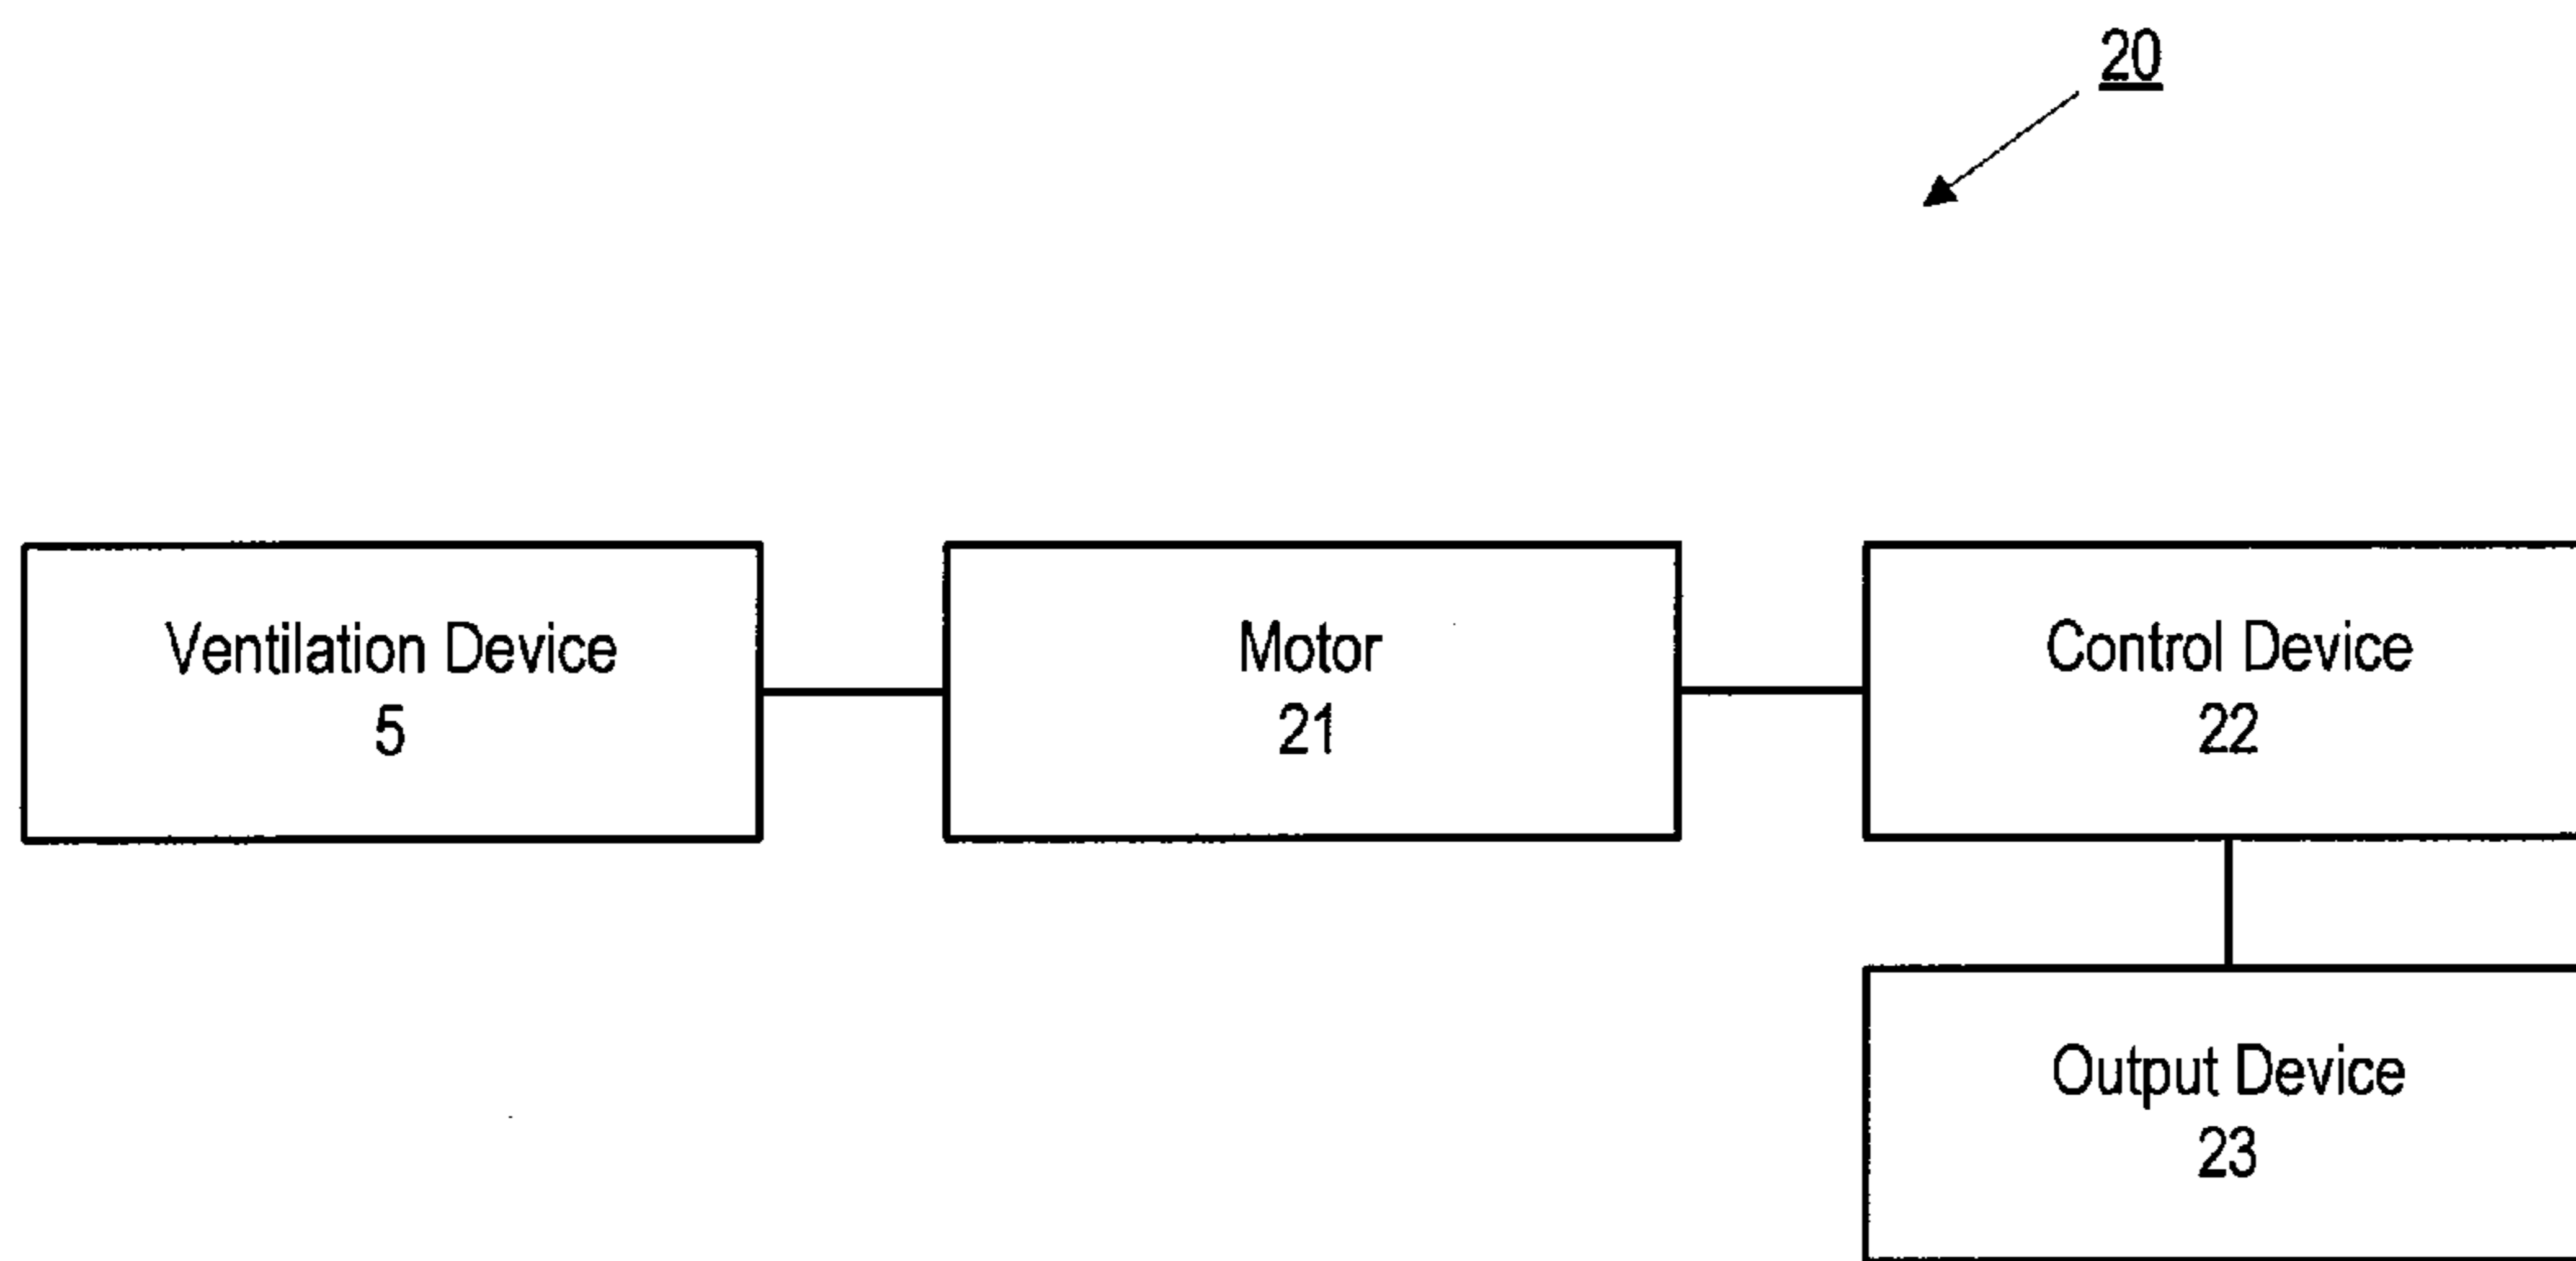 20
Ventilation Device
5
Motor
21
Control Device
22
Output Device
23